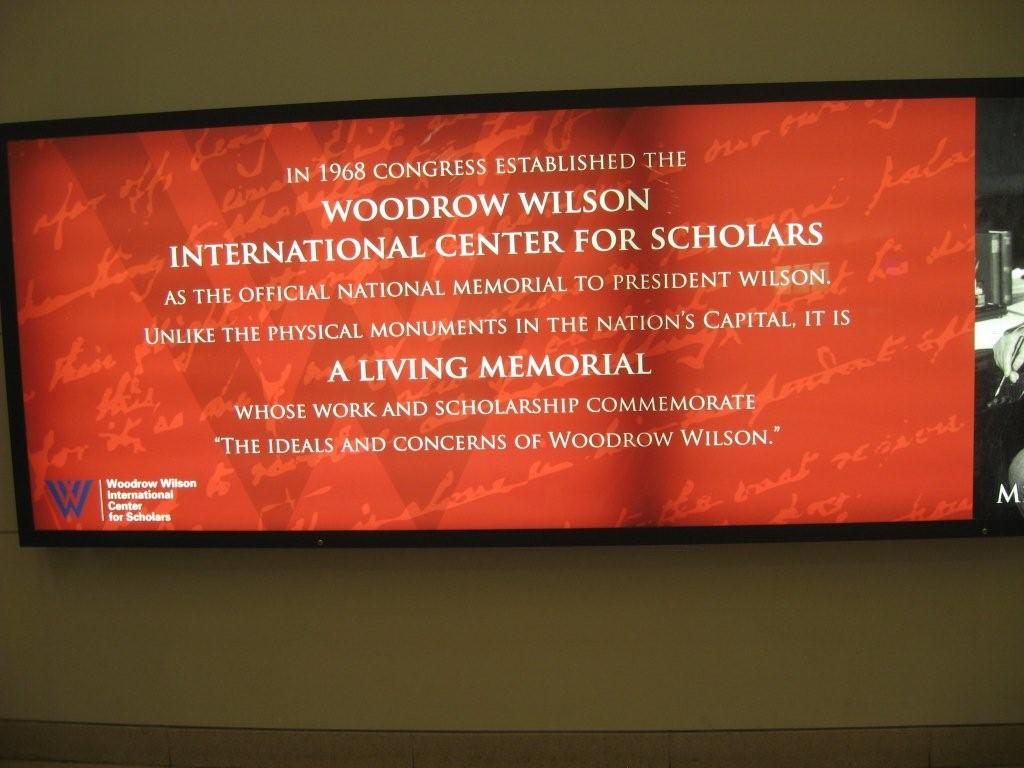 IN 1968 CONGRESS ESTABLISHED THE
WOODROW WILSON
INTERNATIONAL CENTER FOR SCHOLARS
AS THE OFFICIAL NATIONAL MEMORIAL TO PRESIDENT WILSON.
UNLIKE THE PHYSICAL MONUMENTS IN THE NATION'S CAPITAL, IT IS
A LIVING MEMORIAL
WHOSE WORK AND SCHOLARSHIP COMMEMORATE
“THE IDEALS AND CONCERNS OF WOODROW WILSON.”
W
Woodrow Wilson
International
Center
for Scholars
M